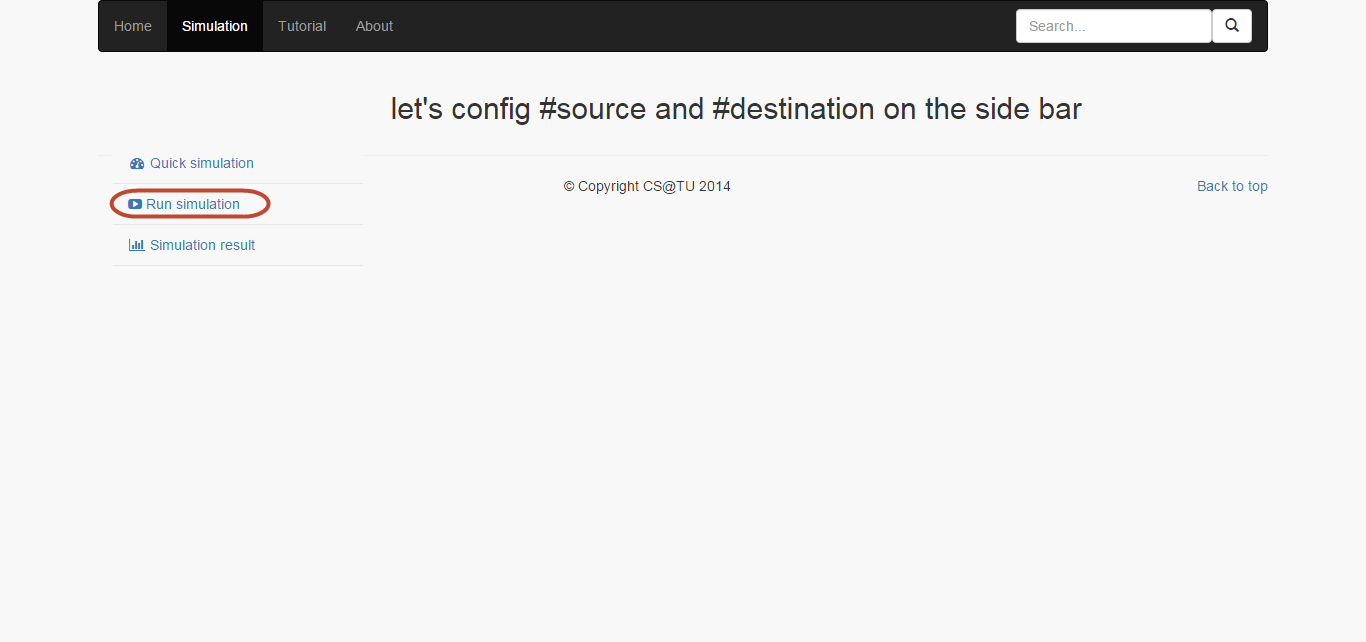 Home Simulation Tutorial About Search...
let's config #source and #destination on the side bar
Quick simulation
Run simulation
Simulation result
© Copyright CS@TU 2014 Back to top